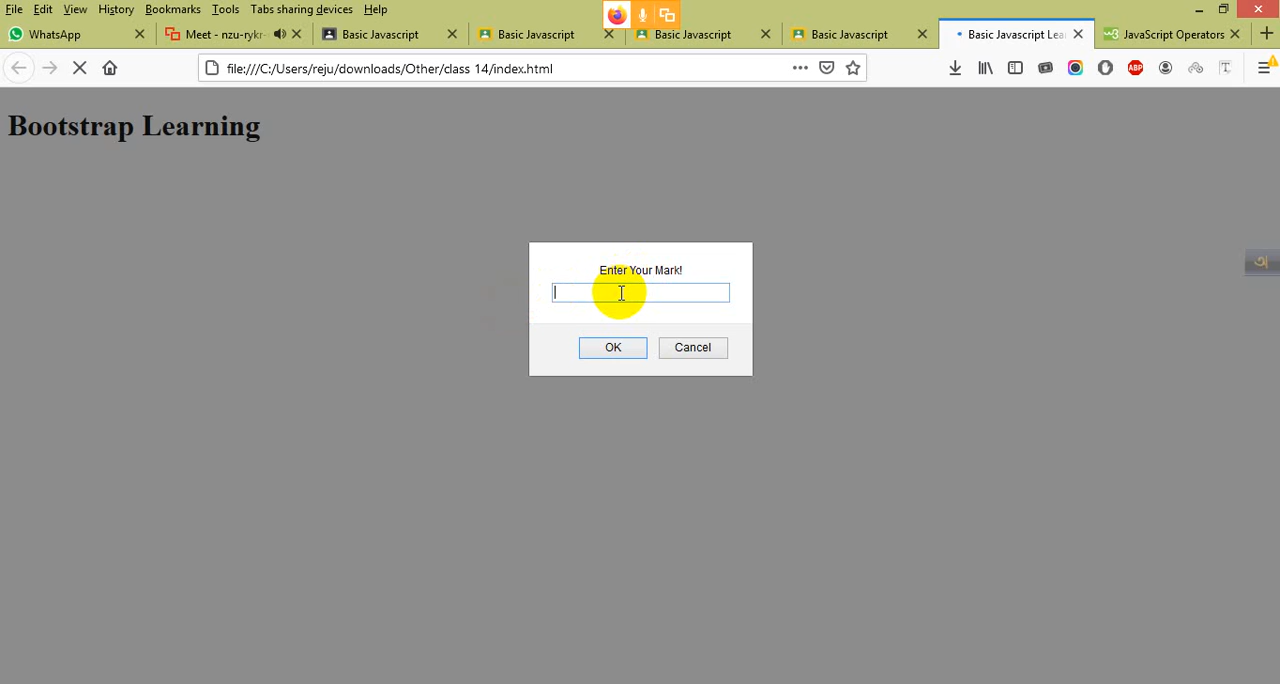 File Edit View History Bookmarks Tools Tabs sharing devices Help
WhatsApp Meet - nzu-rykr- Basic Javascript Basic Javascript Basic Javascript Basic Javascript Basic Javascript Lea JavaScript Operators
file:///C:/Users/reju/downloads/Other/class 14/index.html
ABP
Bootstrap Learning
Enter Your Mark!
OK Cancel